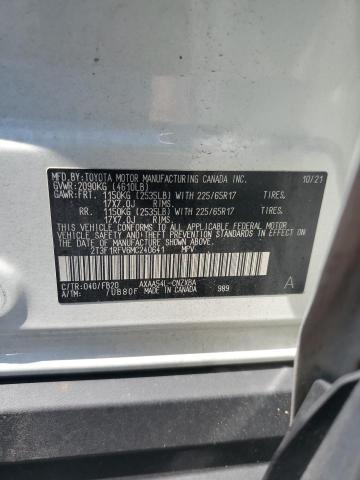 MFD.BY:TOYOTA MOTOR MANUFACTURING CANADA INC. 10/21
GVWR:2090KG (4610LB)
GAWR:FRT. 1150KG (2535LB) WITH 225/65R17 TIRES.
17X7.0J RIMS.
RR. 1150KG (2535LB) WITH 225/65R17 TIRES.
17X7.0J RIMS.
THIS VEHICLE CONFORMS TO ALL APPLICABLE FEDERAL MOTOR
VEHICLE SAFETY AND THEFT PREVENTION STANDARDS IN EFFECT
ON THE DATE OF MANUFACTURE SHOWN ABOVE.
2T3F1RFV6MC240641 MPV
C/TR:040/FB20 AXAA54L-CNZXBA A
A/TM: /UB80F MADE IN CANADA 989